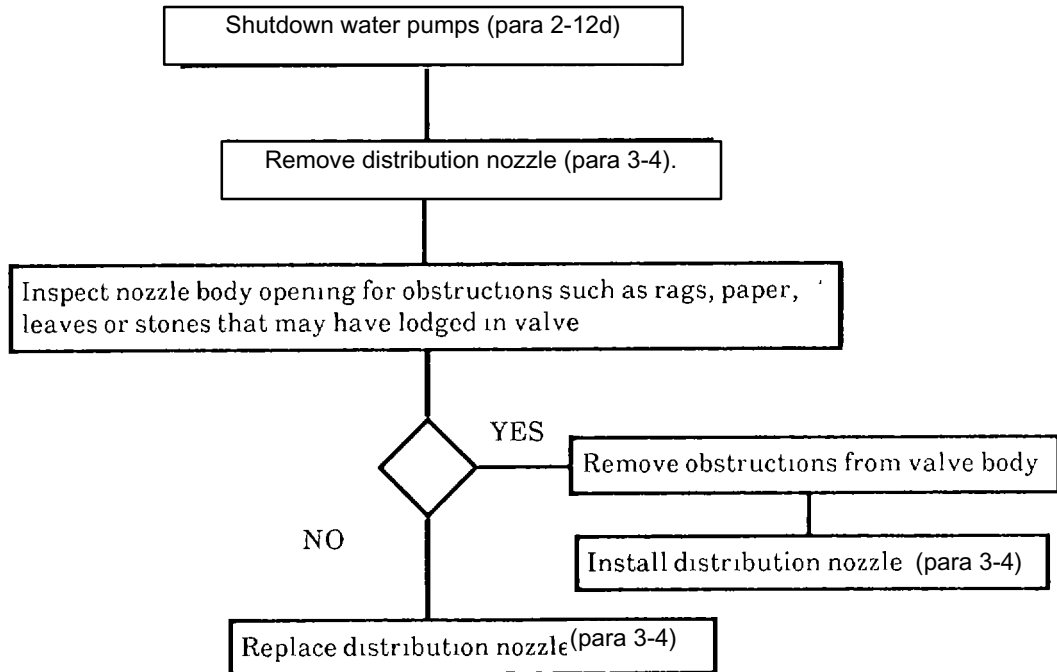 Shutdown water pumps (para 2-12d)
Remove distribution nozzle (para 3-4).
Inspect nozzle body opening for obstructions such as rags, paper,
leaves or stones that may have lodged in valve
YES
Remove obstructions from valve body
NO
Install distribution nozzle (para 3-4)
Replace distribution nozzle (para 3-4)